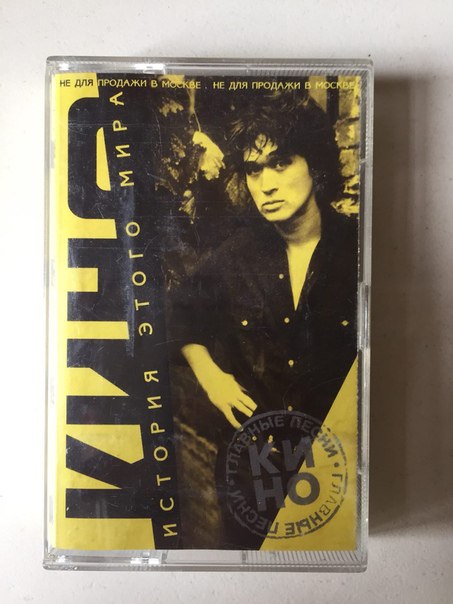 НЕ ДЛЯ ПРОДАЖИ В МОСКВЕ . НЕ ДЛЯ ПРОДАЖИ В МОСКВЕ
КИНО
ИСТОРИЯ ЭТОГО МИРА
ГЛАВНЫЕ ПЕСНИ • ГЛАВНЫЕ ПЕСНИ •
КИ
НО